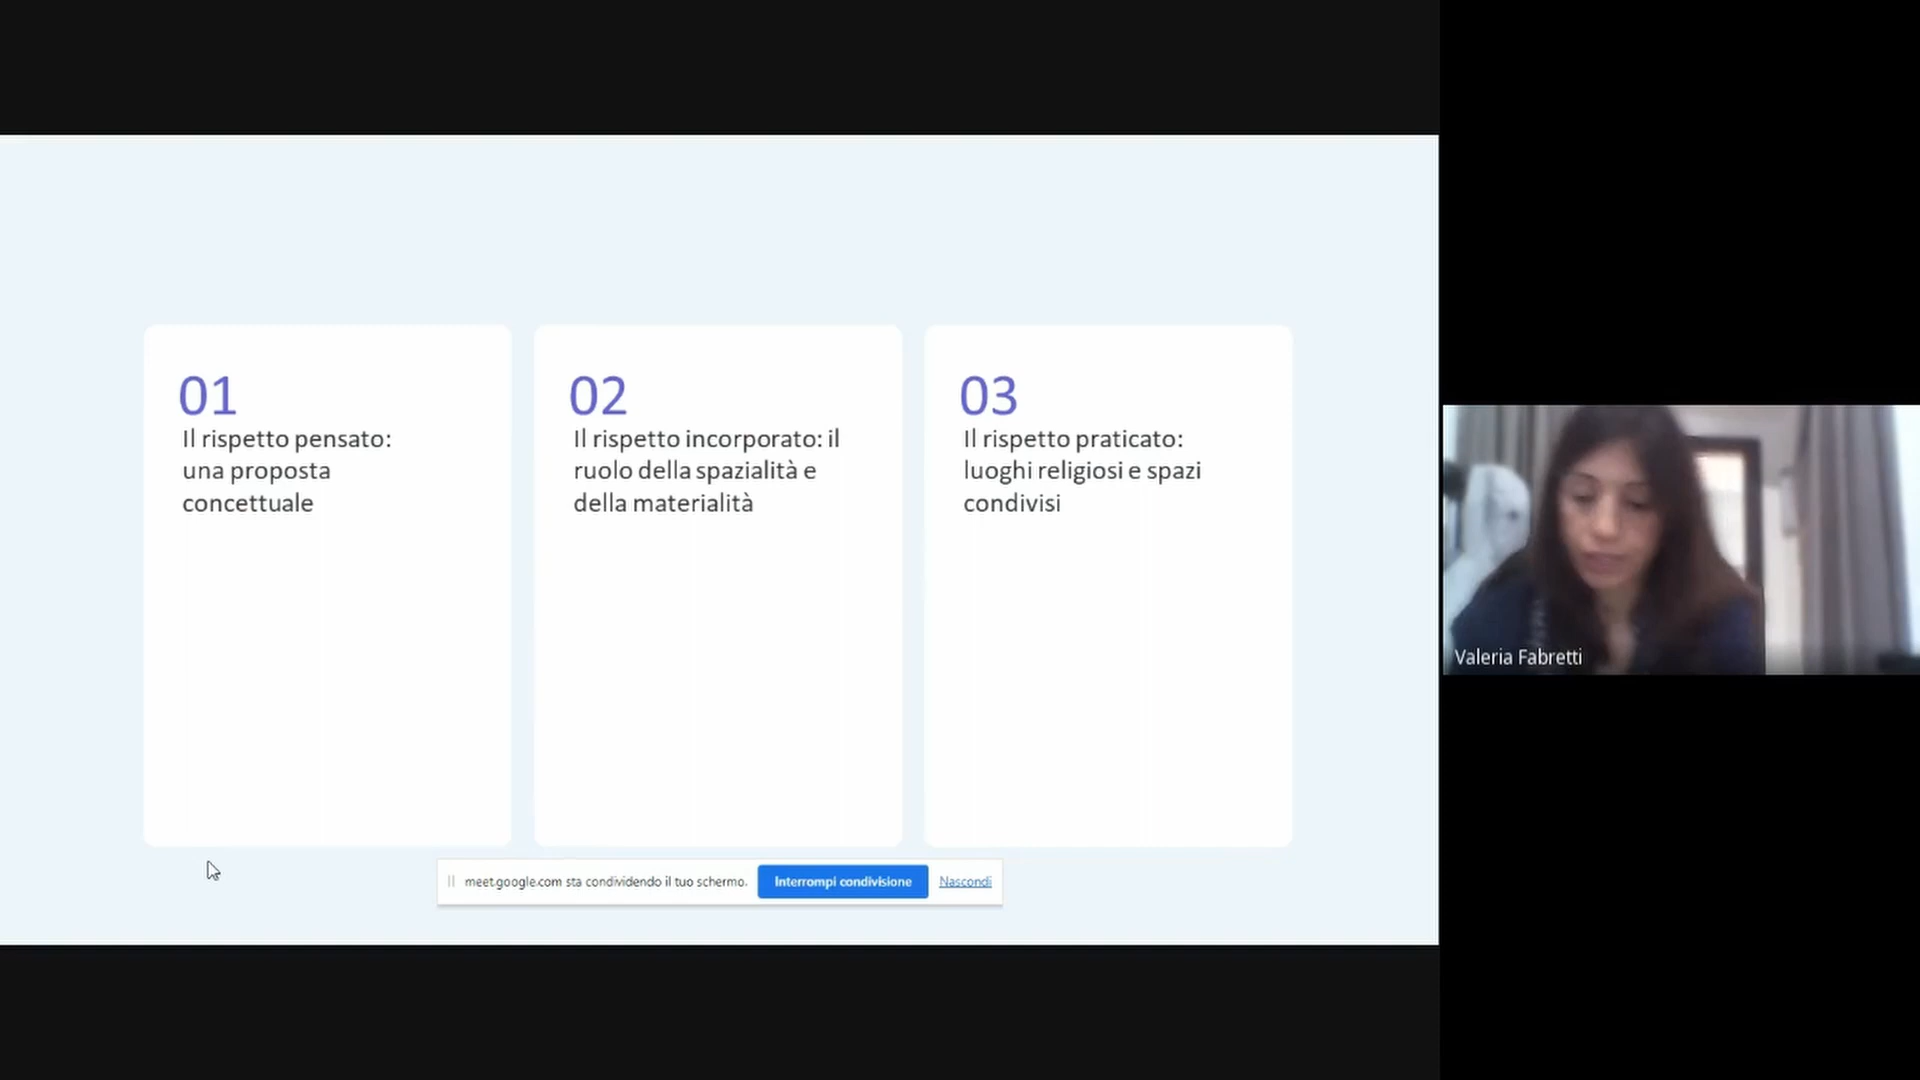 01
Il rispetto pensato:
una proposta
concettuale
02
Il rispetto incorporato: il
ruolo della spazialità e
della materialità
03
Il rispetto praticato:
luoghi religiosi e spazi
condivisi
meet.google.com sta condividendo il tuo schermo.
Interrompi condivisione
Nascondi
Valeria Fabretti